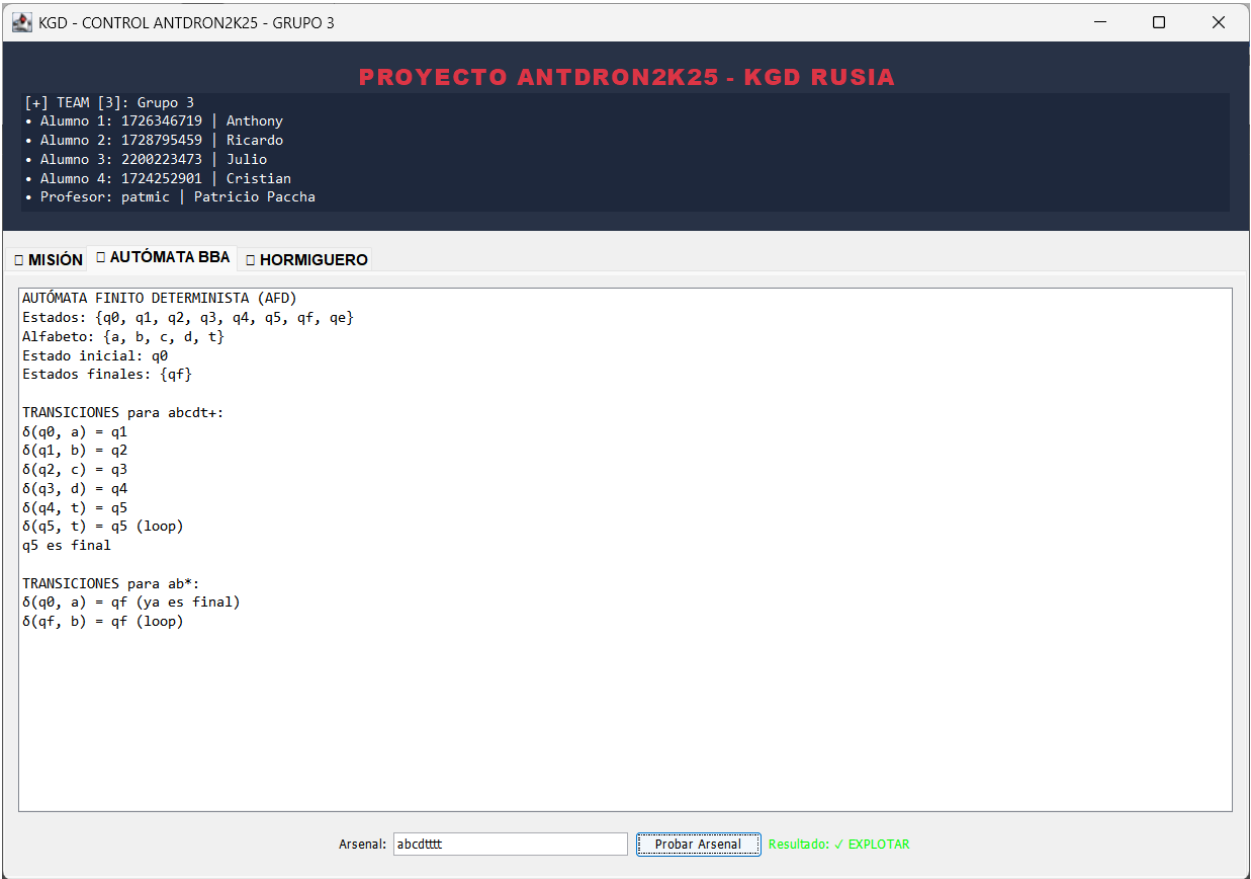 KGD - CONTROL ANTDRON2K25 - GRUPO 3
PROYECTO ANTDRON2K25 - KGD RUSIA
[+] TEAM [3]: Grupo 3
• Alumno 1: 1726346719 | Anthony
• Alumno 2: 1728795459 | Ricardo
• Alumno 3: 2200223473 | Julio
• Alumno 4: 1724252901 | Cristian
• Profesor: patmic | Patricio Paccha
MISIÓN AUTÓMATA BBA HORMIGUERO
AUTÓMATA FINITO DETERMINISTA (AFD)
Estados: {q0, q1, q2, q3, q4, q5, qf, qe}
Alfabeto: {a, b, c, d, t}
Estado inicial: q0
Estados finales: {qf}
TRANSICIONES para abcdt+:
δ(q0, a) = q1
δ(q1, b) = q2
δ(q2, c) = q3
δ(q3, d) = q4
δ(q4, t) = q5
δ(q5, t) = q5 (loop)
q5 es final
TRANSICIONES para ab*:
δ(q0, a) = qf (ya es final)
δ(qf, b) = qf (loop)
Arsenal: abcdtttt Probar Arsenal Resultado: ✓ EXPLOTAR